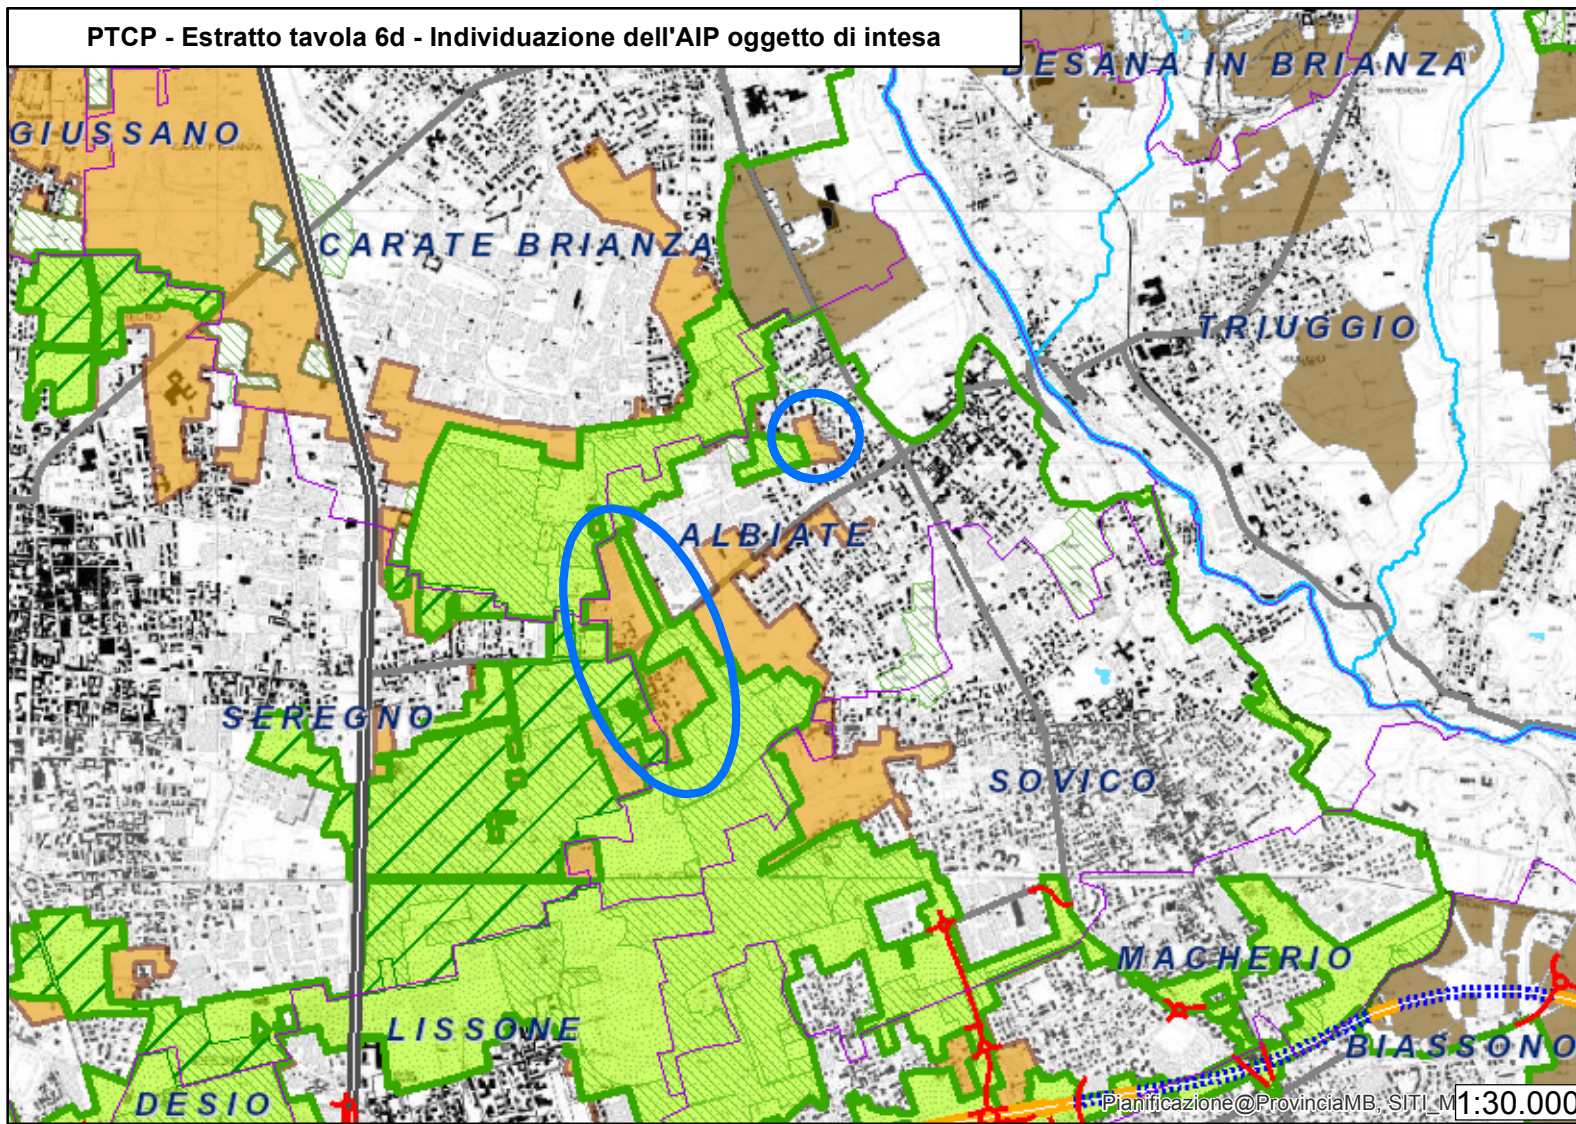 PTCP - Estratto tavola 6d - Individuazione dell'AIP oggetto di intesa
BESANA IN BRIANZA
GIUSSANO
CARATE BRIANZA
TRIUGGIO
ALBIATE
SEREGNO
SOVICO
MACHERIO
LISSONE
BIASSONO
DESIO
Pianificazione@ProvinciaMB, SITI_M
1:30.000